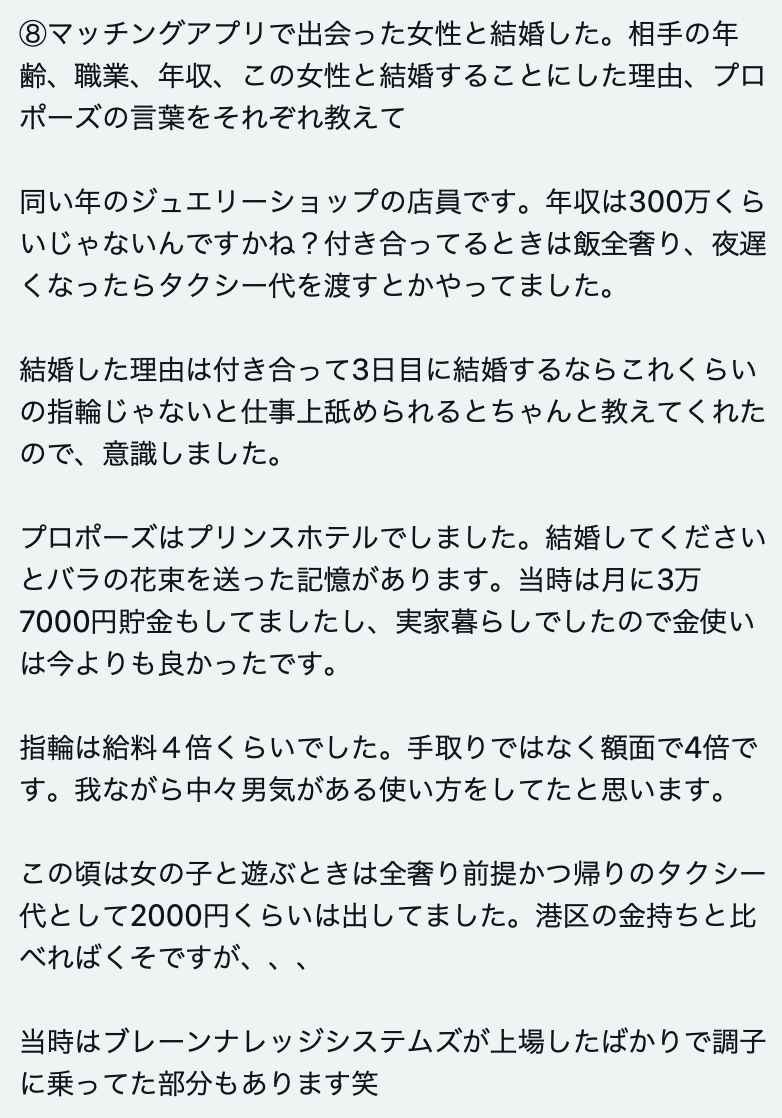 ⑧マッチングアプリで出会った女性と結婚した。相手の年
齢、職業、年収、この女性と結婚することにした理由、プロ
ポーズの言葉をそれぞれ教えて
同い年のジュエリーショップの店員です。年収は300万くら
いじゃないんですかね？付き合ってるときは飯全奢り、夜遅
くなったらタクシー代を渡すとかやってました。
結婚した理由は付き合って3日目に結婚するならこれくらい
の指輪じゃないと仕事上舐められるとちゃんと教えてくれた
ので、意識しました。
プロポーズはプリンスホテルでしました。結婚してください
とバラの花束を送った記憶があります。当時は月に3万
7000円貯金もしてましたし、実家暮らしでしたので金使い
は今よりも良かったです。
指輪は給料４倍くらいでした。手取りではなく額面で4倍で
す。我ながら中々男気がある使い方をしてたと思います。
この頃は女の子と遊ぶときは全奢り前提かつ帰りのタクシー
代として2000円くらいは出してました。港区の金持ちと比
べればくそですが、、、
当時はブレーンナレッジシステムズが上場したばかりで調子
に乗ってた部分もあります笑